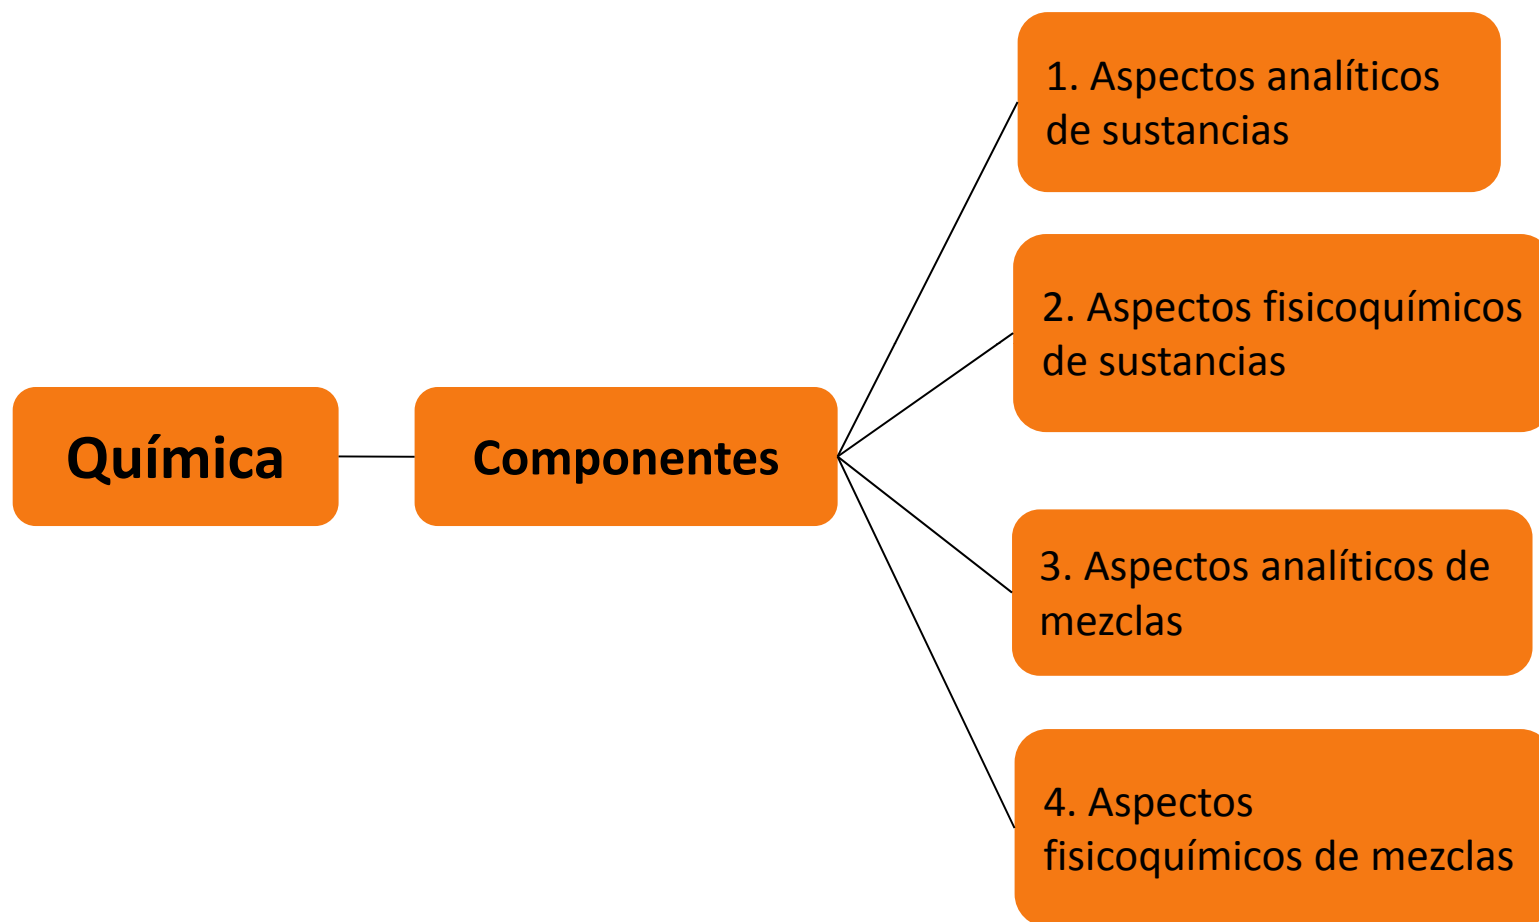 Química
Componentes
1. Aspectos analíticos
de sustancias
2. Aspectos fisicoquímicos
de sustancias
3. Aspectos analíticos de
mezclas
4. Aspectos
fisicoquímicos de mezclas